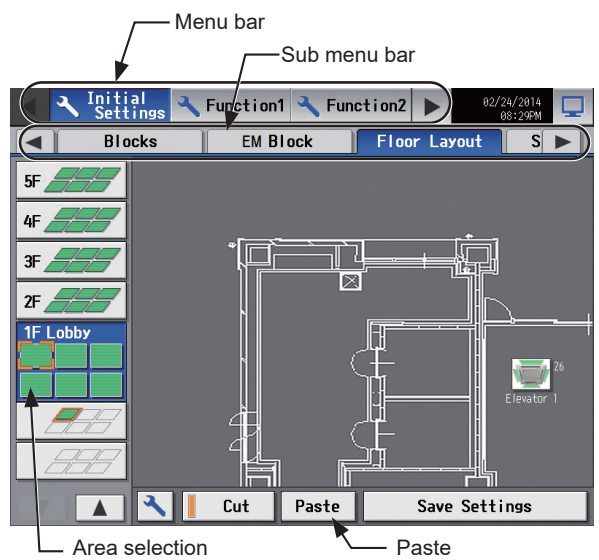 Menu bar
Sub menu bar
Initial Settings
Function1
Function2
02/24/2014
08:29PM
Blocks
EM Block
Floor Layout
S
5F
4F
3F
2F
1F Lobby
26
Elevator 1
Cut
Paste
Save Settings
Area selection
Paste